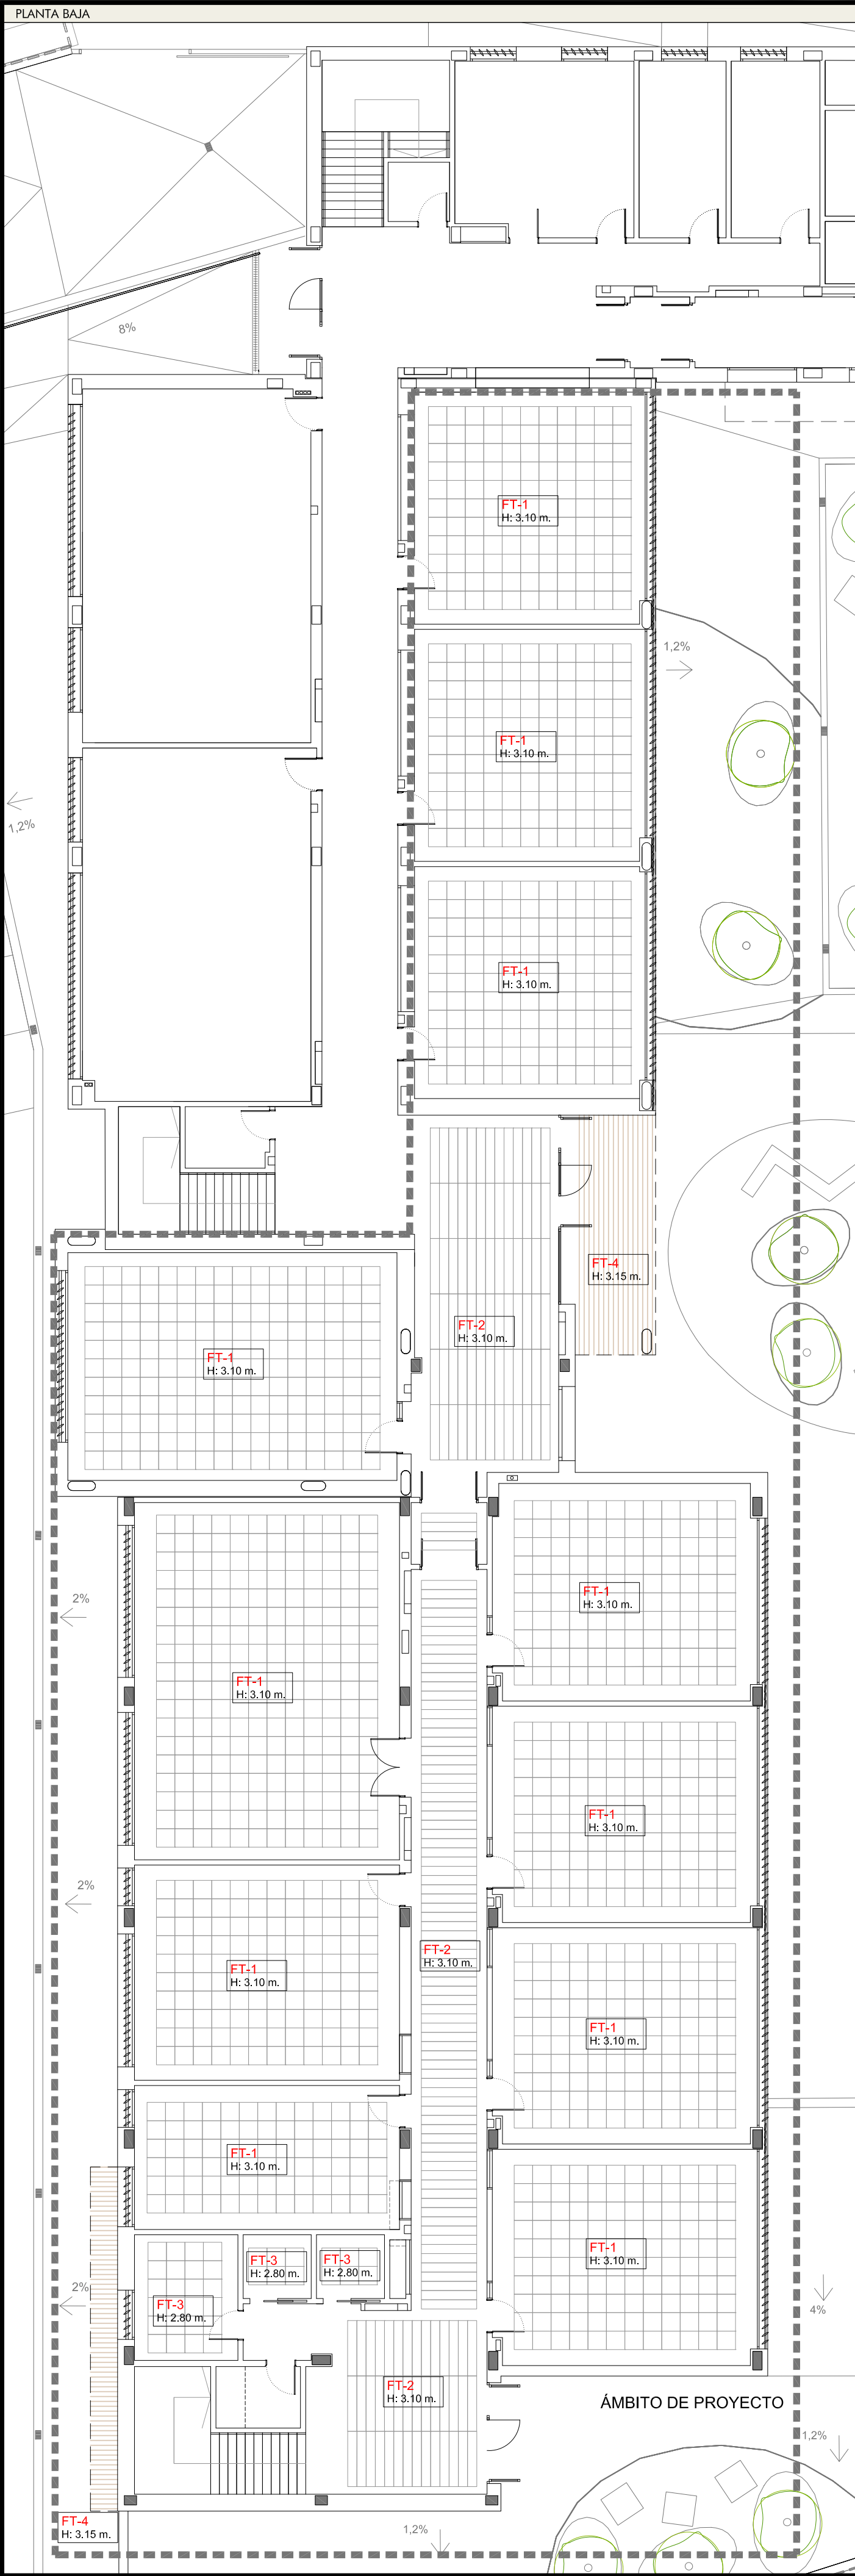 PLANTA BAJA
8%
FT-1
H: 3.10 m.
1,2%
FT-1
H: 3.10 m.
1,2%
FT-1
H: 3.10 m.
FT-4
H: 3.15 m.
FT-2
H: 3.10 m.
FT-1
H: 3.10 m.
2%
FT-1
H: 3.10 m.
FT-1
H: 3.10 m.
FT-1
H: 3.10 m.
2%
FT-2
H: 3.10 m.
FT-1
H: 3.10 m.
FT-1
H: 3.10 m.
FT-1
H: 3.10 m.
FT-1
H: 3.10 m.
FT-3
H: 2.80 m.
FT-3
H: 2.80 m.
2%
FT-3
H: 2.80 m.
4%
FT-2
H: 3.10 m.
ÁMBITO DE PROYECTO
1,2%
FT-4
H: 3.15 m.
1,2%